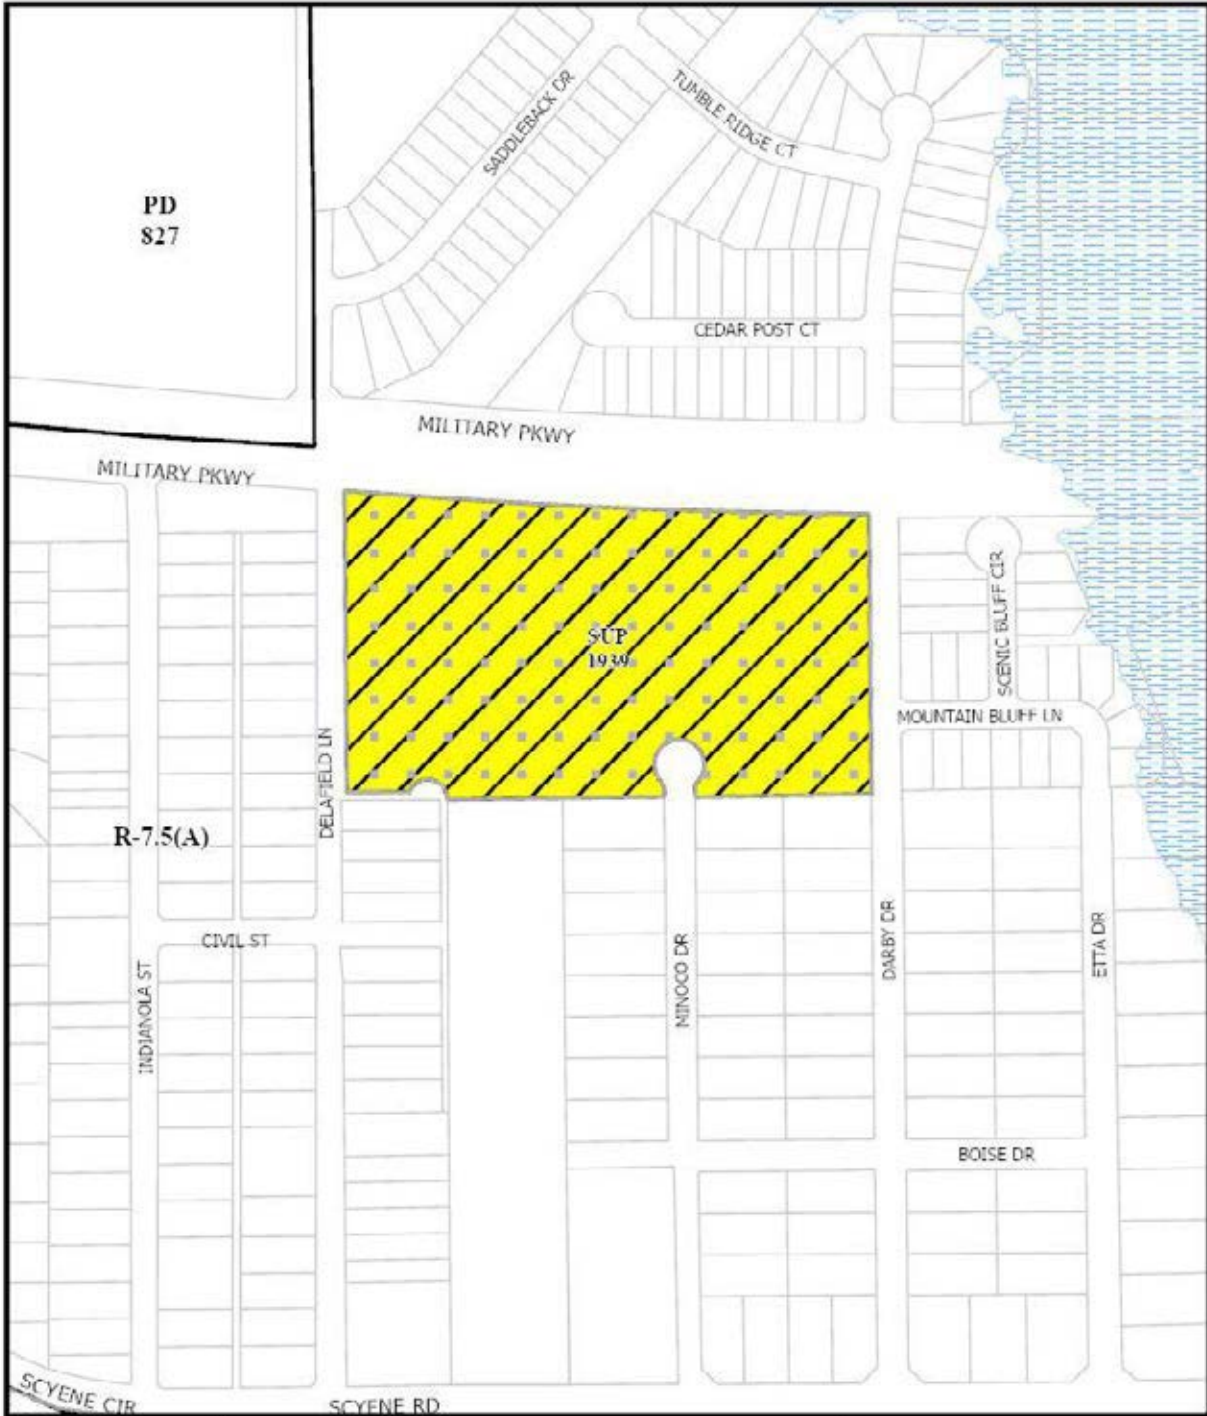 SADDLEBACK DR
TUMBLE RIDGE CT
PD
827
CEDAR POST CT
MILITARY PKWY
MILITARY PKWY
SUP
1939
SCENIC BLUFF CIR
MOUNTAIN BLUFF LN
DELAFIELD LN
R-7.5(A)
CIVIL ST
INDIANOLA ST
MINOCO DR
DARBY DR
ETTA DR
BOISE DR
SCYENE CIR
SCYENE RD